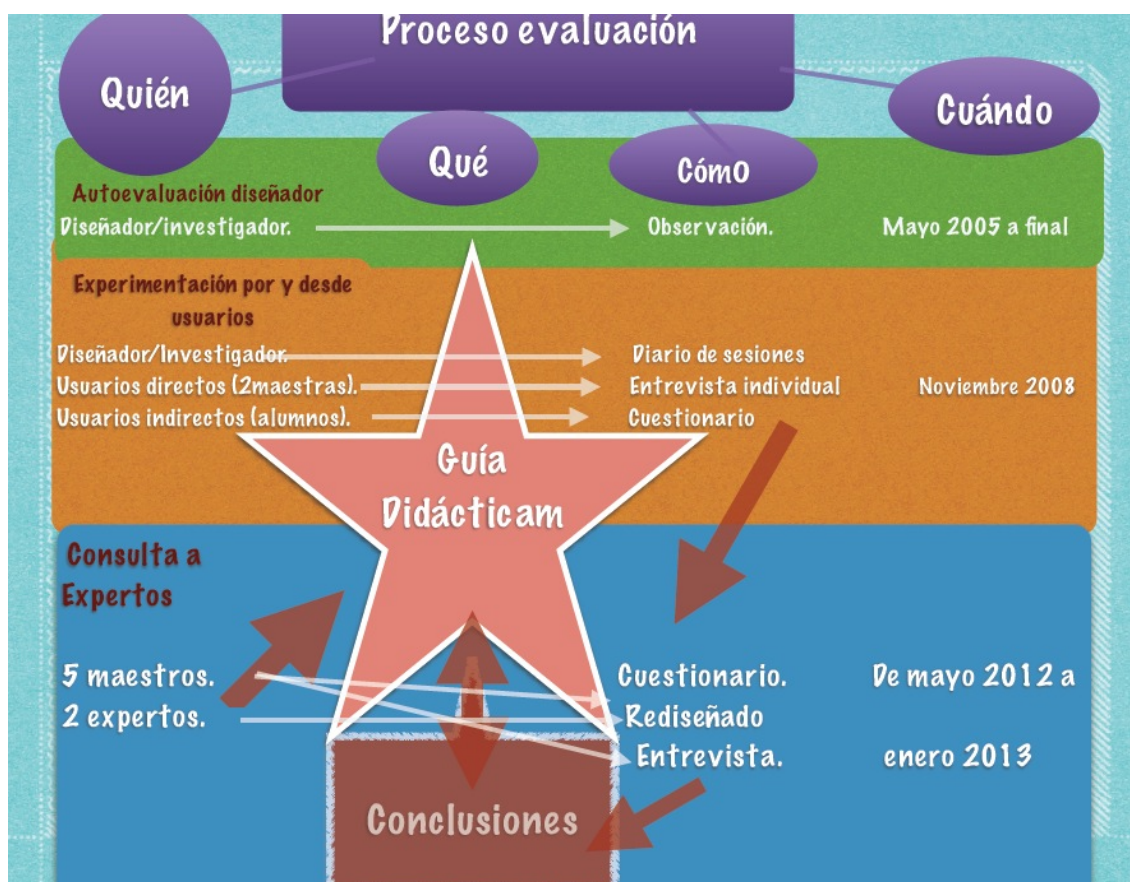 Proceso evaluación
Quién
Qué
Cómo
Cuándo
Autoevaluación diseñador
Diseñador/investigador.
Observación.
Mayo 2005 a final
Experimentación por y desde
usuarios
Diseñador/Investigador.
Diario de sesiones
Usuarios directos (2maestras).
Entrevista individual
Noviembre 2008
Usuarios indirectos (alumnos).
Cuestionario
Guía
Didácticam
Consulta a
Expertos
5 maestros.
Cuestionario.
De mayo 2012 a
2 expertos.
Rediseñado
Entrevista.
enero 2013
Conclusiones